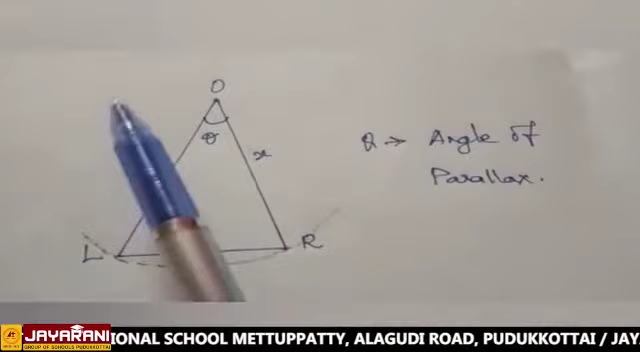 O
θ
x
L
R
θ → Angle of
Parallax.
JAYARANI
GROUP OF SCHOOLS PUDUKKOTTAI
IONAL SCHOOL METTUPPATTY, ALAGUDI ROAD, PUDUKKOTTAI / JAY